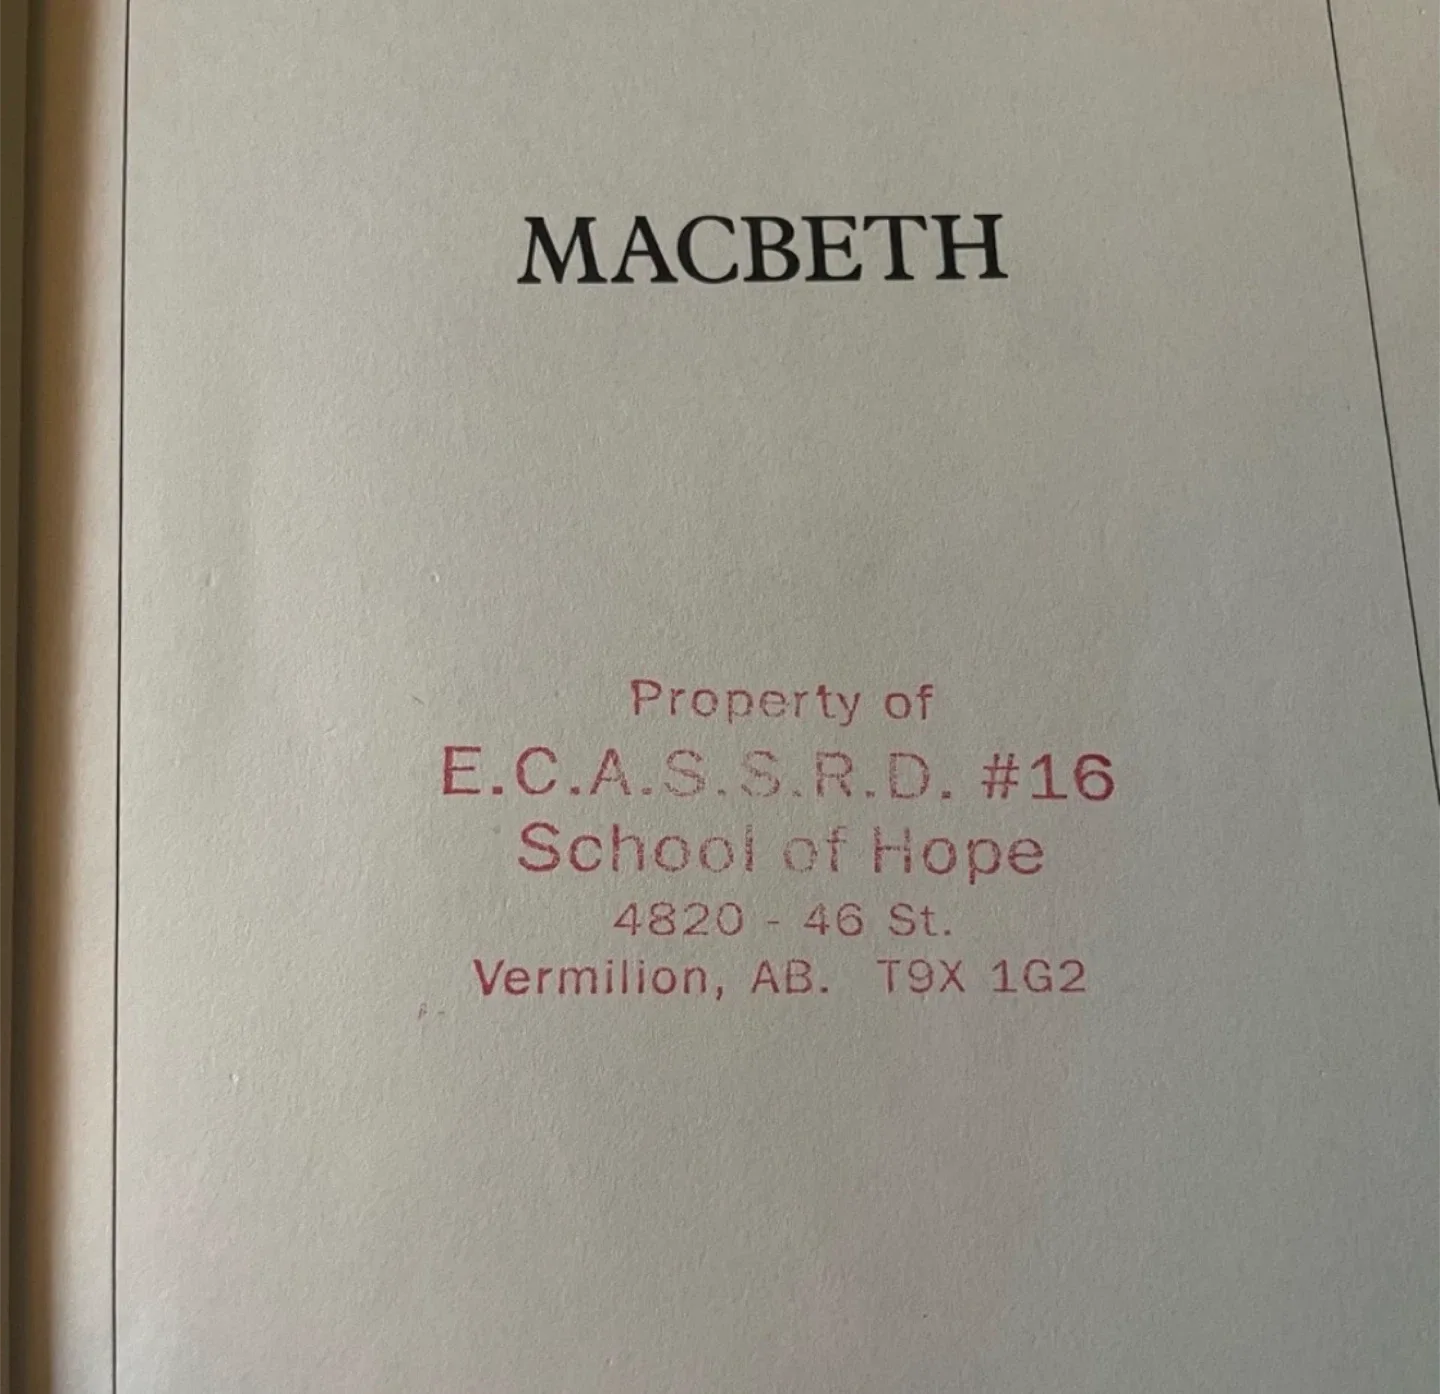 MACBETH
Property of
E.C.A.S.S.R.D. #16
School of Hope
4820 - 46 St.
Vermilion, AB. T9X 1G2